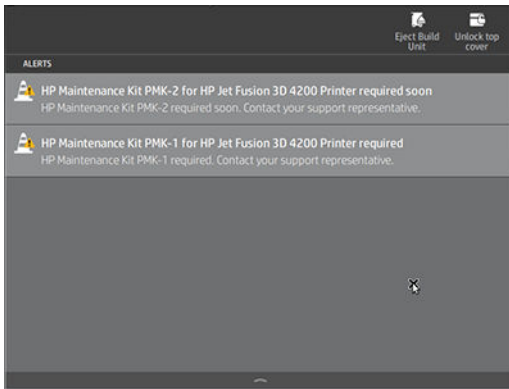 Eject Build
Unit
Unlock top
cover
ALERTS
HP Maintenance Kit PMK-2 for HP Jet Fusion 3D 4200 Printer required soon
HP Maintenance Kit PMK-2 required soon. Contact your support representative.
HP Maintenance Kit PMK-1 for HP Jet Fusion 3D 4200 Printer required
HP Maintenance Kit PMK-1 required. Contact your support representative.